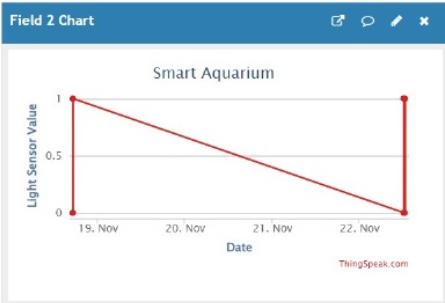 Field 2 Chart
Smart Aquarium
Light Sensor Value
1
0.5
0
19. Nov 20. Nov 21. Nov 22. Nov
Date
ThingSpeak.com